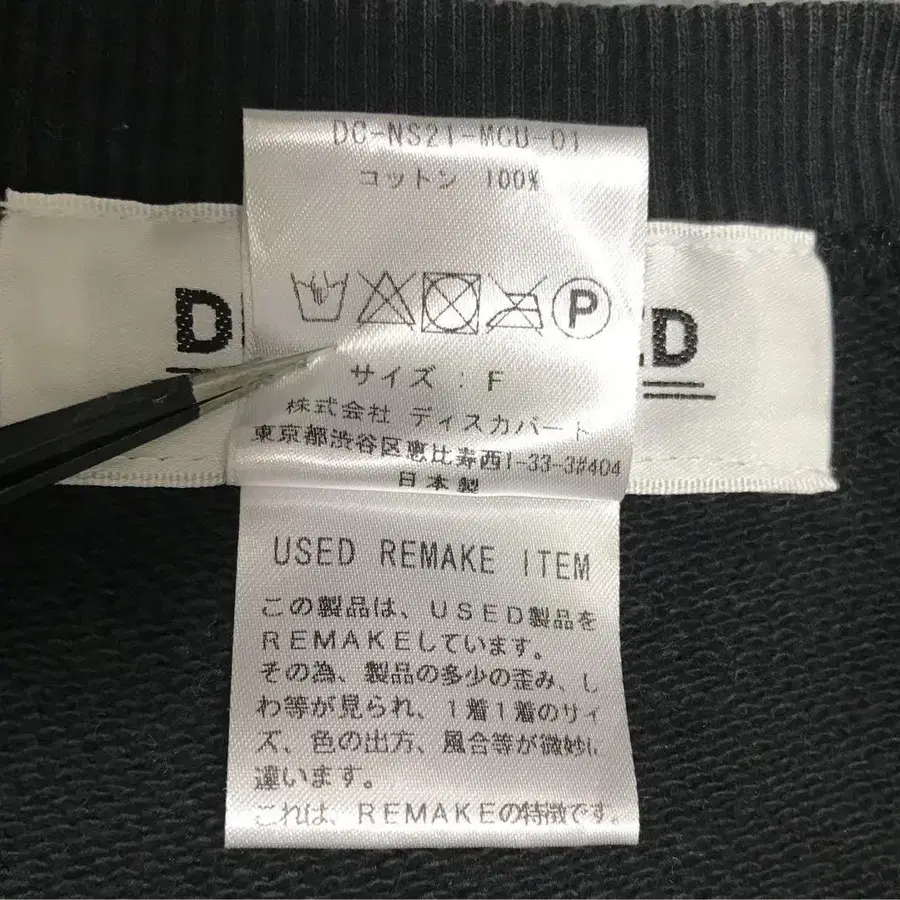 DC-NS21-MCU-01
コットン 100%
P
D ED
サイズ : F
株式会社 ディスカバート
東京都渋谷区恵比寿西1-33-3#404
日本製
USED REMAKE ITEM
この製品は、USED製品を
REMAKEしています。
その為、製品の多少の歪み、し
わ等が見られ、1着1着のサイ
ズ、色の出方、風合等が微妙に
違います。
これは、REMAKEの特徴です。